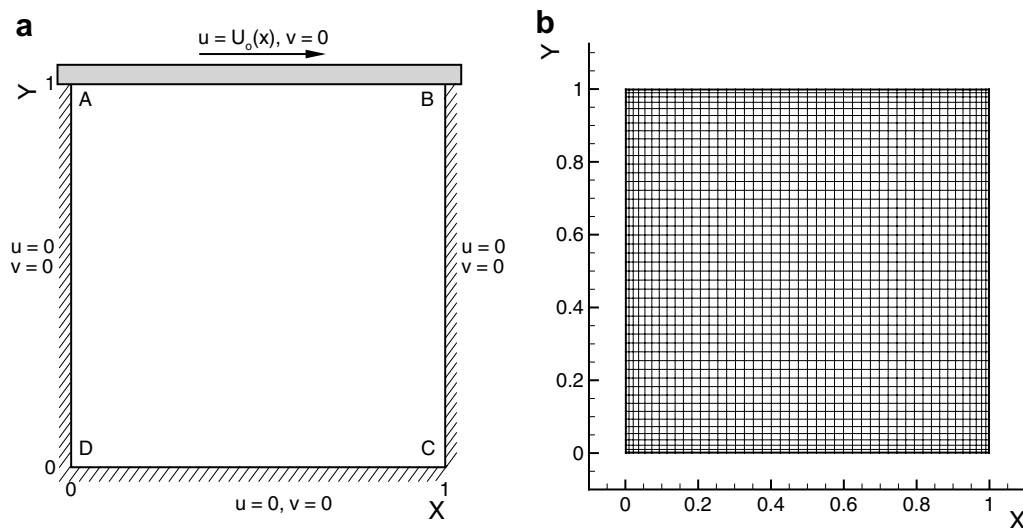 a
u = Uₒ(x), v = 0
1
Y
A
B
u = 0
v = 0
u = 0
v = 0
D
C
0
0
1
u = 0, v = 0
X
b
Y
1
0.8
0.6
0.4
0.2
0
0
0.2
0.4
0.6
0.8
1
X